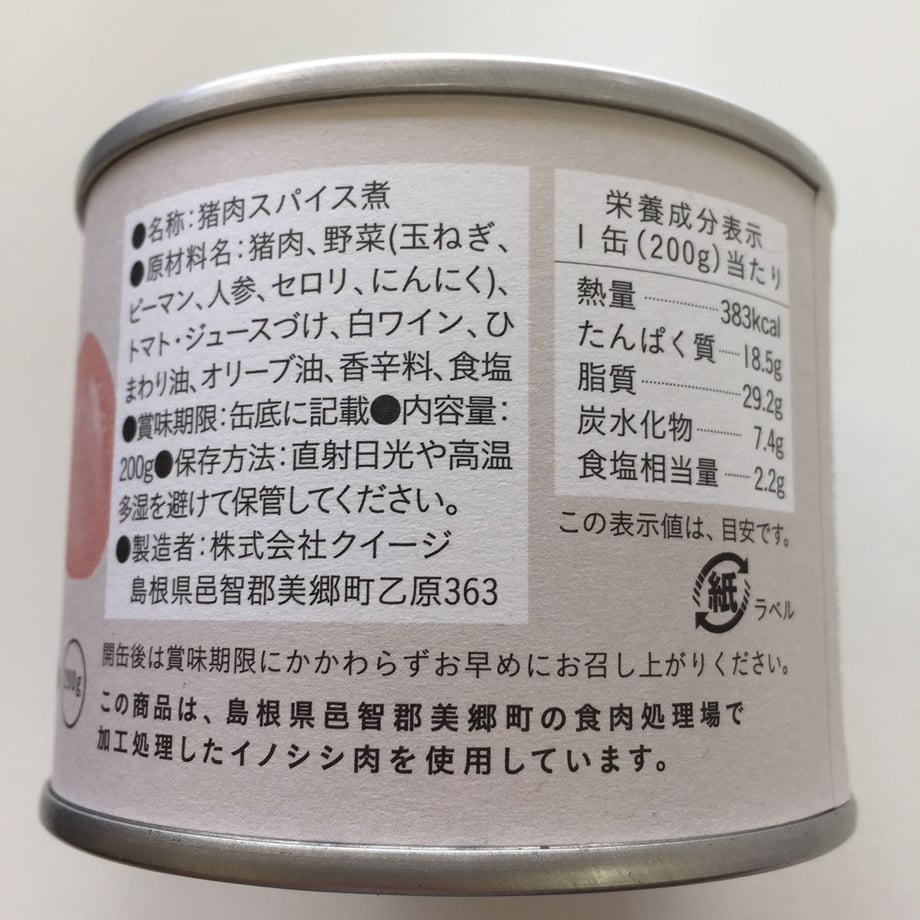 ●名称：猪肉スパイス煮
●原材料名：猪肉、野菜(玉ねぎ、
ピーマン、人参、セロリ、にんにく)、
トマト・ジュースづけ、白ワイン、ひ
まわり油、オリーブ油、香辛料、食塩
●賞味期限：缶底に記載●内容量：
200g●保存方法：直射日光や高温
多湿を避けて保管してください。
●製造者：株式会社クイージ
島根県邑智郡美郷町乙原363
栄養成分表示
1缶(200g)当たり
熱量 383kcal
たんぱく質 18.5g
脂質 29.2g
炭水化物 7.4g
食塩相当量 2.2g
この表示値は、目安です。
紙
ラベル
開缶後は賞味期限にかかわらずお早めにお召し上がりください。
この商品は、島根県邑智郡美郷町の食肉処理場で
加工処理したイノシシ肉を使用しています。